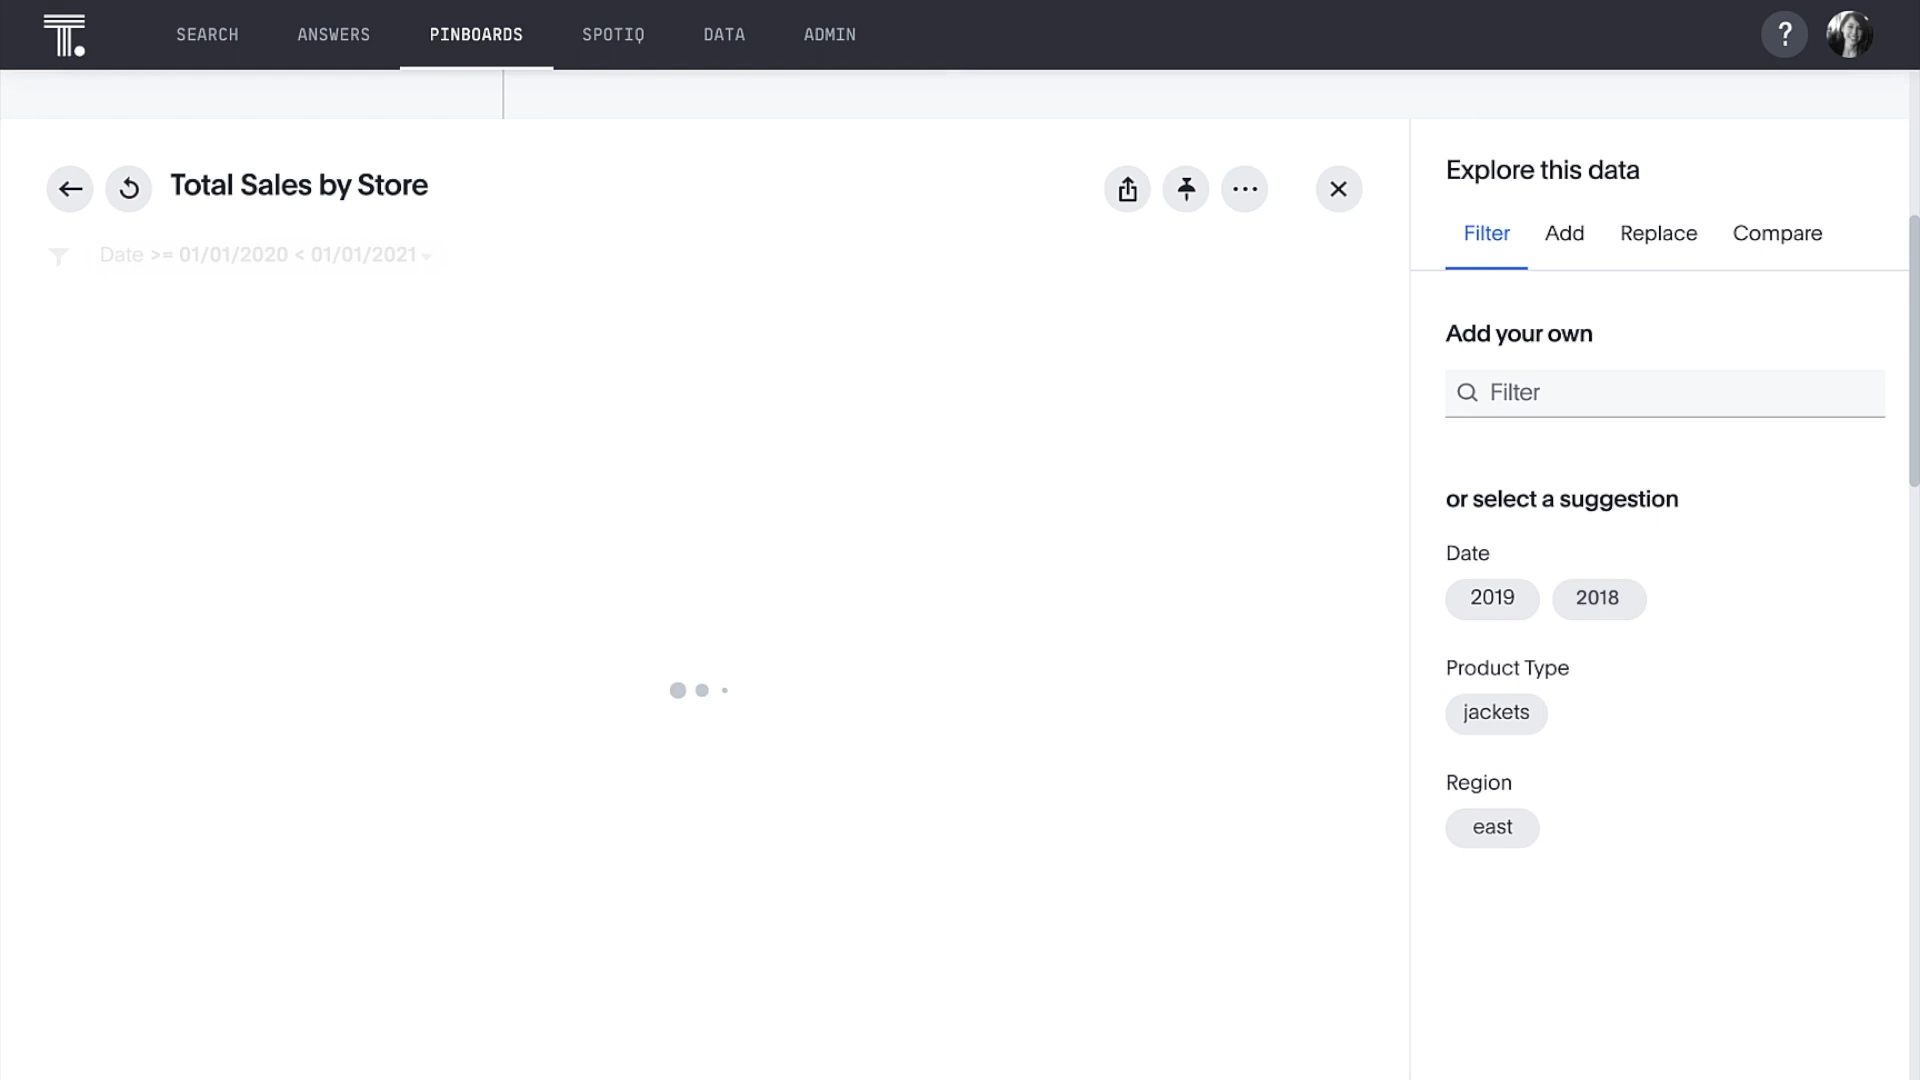 SEARCH ANSWERS PINBOARDS SPOTIQ DATA ADMIN ?
Total Sales by Store
Date >= 01/01/2020 < 01/01/2021
Explore this data
Filter Add Replace Compare
Add your own
Filter
or select a suggestion
Date
2019 2018
Product Type
jackets
Region
east